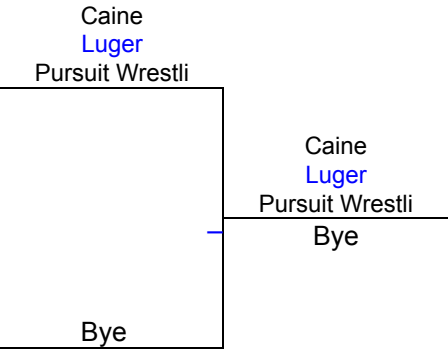 Caine
Luger
Pursuit Wrestli
Caine
Luger
Pursuit Wrestli
Bye
Bye